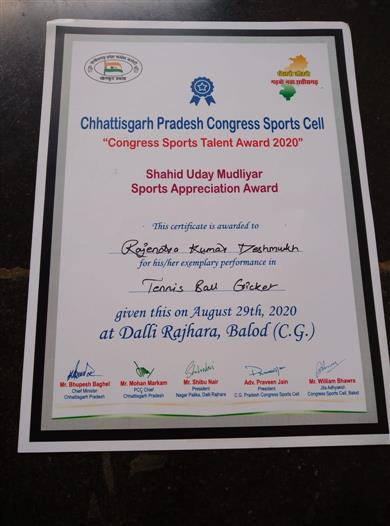 Chhattisgarh Pradesh Congress Sports Cell
"Congress Sports Talent Award 2020"
Shahid Uday Mudliyar
Sports Appreciation Award
This certificate is awarded to
Rajendra Kumar Deshmukh
for his/her exemplary performance in
Tennis Ball Cricket
given this on August 29th, 2020
at Dalli Rajhara, Balod (C.G.)
Mr. Bhupesh Baghel
Chief Minister
Chhattisgarh Pradesh
Mr. Mohan Markam
PCC Chief
Chhattisgarh Pradesh
Mr. Shibu Nair
President
Nagar Palika, Dalli Rajhara
Adv. Praveen Jain
President
C.G. Pradesh Congress Sports Cell
Mr. William Shawra
Jila Adhyaksh
Congress Sports Cell, Balod